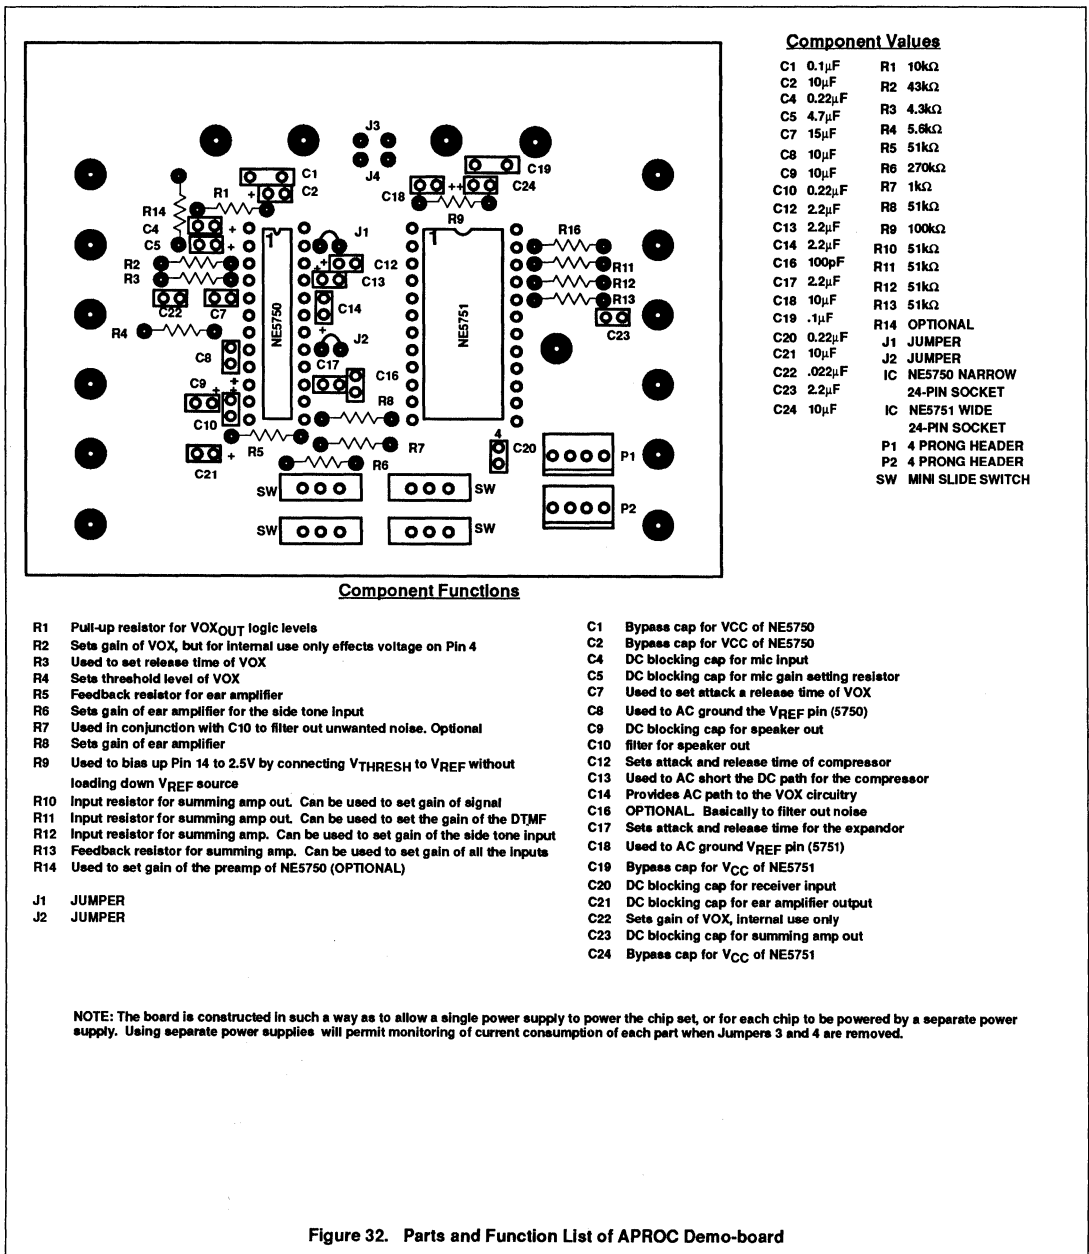 J3
J4
C1
C2
C19
C24
C18
R1
R9
R14
C4
C5
R2
R3
C22
C7
R4
C8
C9
C10
C21
1
NE5750
J1
C12
C13
C14
J2
C17
C16
R8
R7
R5
R6
1
NE5751
R16
R11
R12
R13
C23
4
C20
P1
P2
SW
SW
SW
SW
Component Values
C1 0.1µF
C2 10µF
C4 0.22µF
C5 4.7µF
C7 15µF
C8 10µF
C9 10µF
C10 0.22µF
C12 2.2µF
C13 2.2µF
C14 2.2µF
C16 100pF
C17 2.2µF
C18 10µF
C19 .1µF
C20 0.22µF
C21 10µF
C22 .022µF
C23 2.2µF
C24 10µF
R1 10kΩ
R2 43kΩ
R3 4.3kΩ
R4 5.6kΩ
R5 51kΩ
R6 270kΩ
R7 1kΩ
R8 51kΩ
R9 100kΩ
R10 51kΩ
R11 51kΩ
R12 51kΩ
R13 51kΩ
R14 OPTIONAL
J1 JUMPER
J2 JUMPER
IC NE5750 NARROW
24-PIN SOCKET
IC NE5751 WIDE
24-PIN SOCKET
P1 4 PRONG HEADER
P2 4 PRONG HEADER
SW MINI SLIDE SWITCH
Component Functions
R1 Pull-up resistor for VOXOUT logic levels
R2 Sets gain of VOX, but for internal use only effects voltage on Pin 4
R3 Used to set release time of VOX
R4 Sets threshold level of VOX
R5 Feedback resistor for ear amplifier
R6 Sets gain of ear amplifier for the side tone input
R7 Used in conjunction with C10 to filter out unwanted noise. Optional
R8 Sets gain of ear amplifier
R9 Used to bias up Pin 14 to 2.5V by connecting VTHRESH to VREF without
loading down VREF source
R10 Input resistor for summing amp out. Can be used to set gain of signal
R11 Input resistor for summing amp out. Can be used to set the gain of the DTMF
R12 Input resistor for summing amp. Can be used to set gain of the side tone input
R13 Feedback resistor for summing amp. Can be used to set gain of all the inputs
R14 Used to set gain of the preamp of NE5750 (OPTIONAL)
J1 JUMPER
J2 JUMPER
C1 Bypass cap for VCC of NE5750
C2 Bypass cap for VCC of NE5750
C4 DC blocking cap for mic input
C5 DC blocking cap for mic gain setting resistor
C7 Used to set attack a release time of VOX
C8 Used to AC ground the VREF pin (5750)
C9 DC blocking cap for speaker out
C10 filter for speaker out
C12 Sets attack and release time of compressor
C13 Used to AC short the DC path for the compressor
C14 Provides AC path to the VOX circuitry
C16 OPTIONAL. Basically to filter out noise
C17 Sets attack and release time for the expandor
C18 Used to AC ground VREF pin (5751)
C19 Bypass cap for VCC of NE5751
C20 DC blocking cap for receiver input
C21 DC blocking cap for ear amplifier output
C22 Sets gain of VOX, internal use only
C23 DC blocking cap for summing amp out
C24 Bypass cap for VCC of NE5751
NOTE: The board is constructed in such a way as to allow a single power supply to power the chip set, or for each chip to be powered by a separate power
supply. Using separate power supplies will permit monitoring of current consumption of each part when Jumpers 3 and 4 are removed.
Figure 32. Parts and Function List of APROC Demo-board